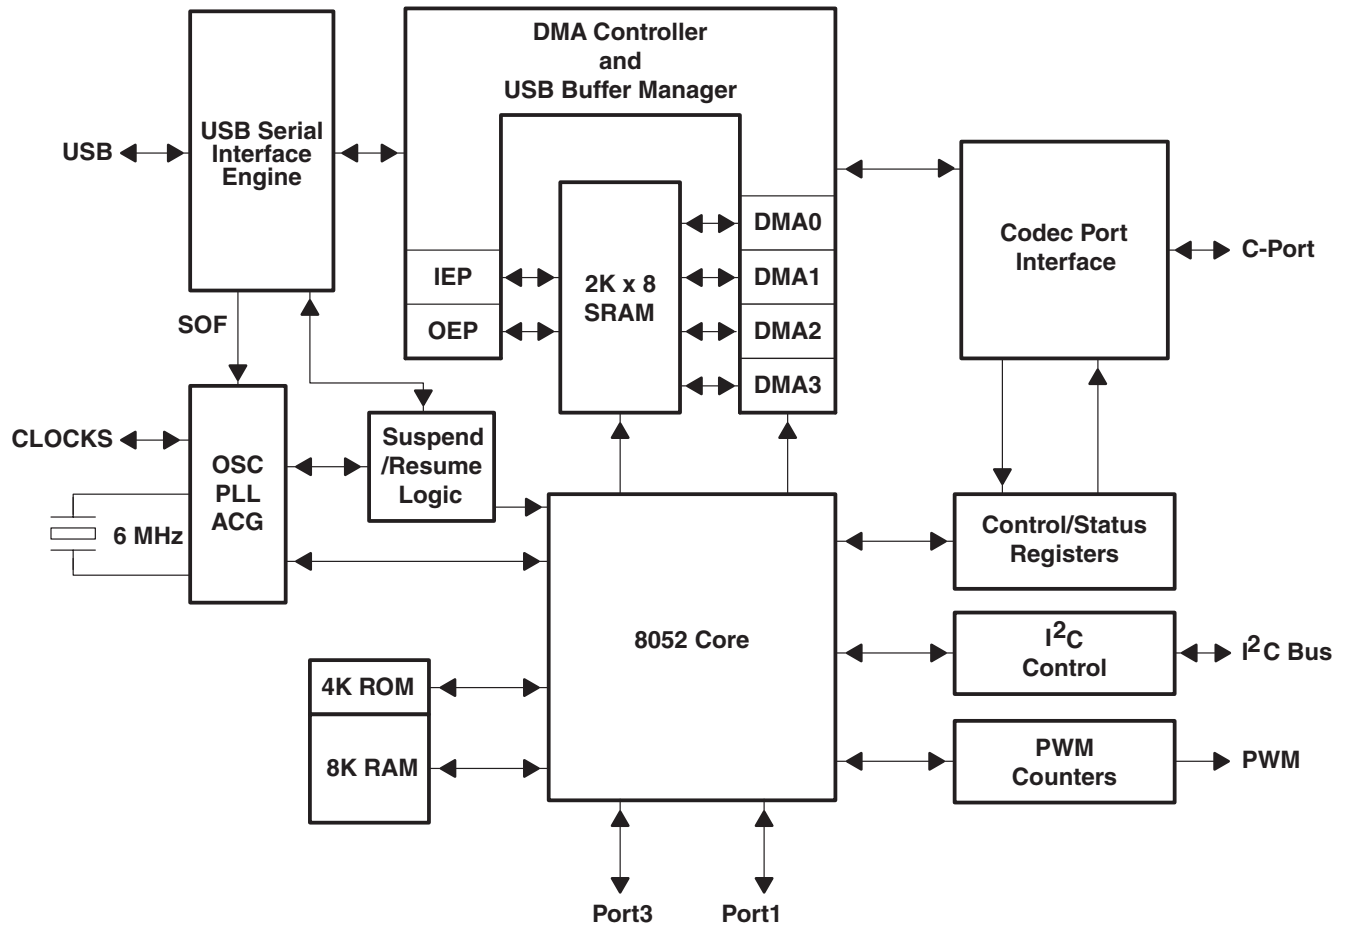 DMA Controller
and
USB Buffer Manager
USB Serial
Interface
Engine
USB
DMA0
Codec Port
Interface
C-Port
IEP
2K x 8
SRAM
DMA1
SOF
OEP
DMA2
DMA3
CLOCKS
OSC
PLL
ACG
Suspend
/Resume
Logic
6 MHz
Control/Status
Registers
8052 Core
I²C
Control
I²C Bus
4K ROM
8K RAM
PWM
Counters
PWM
Port3
Port1